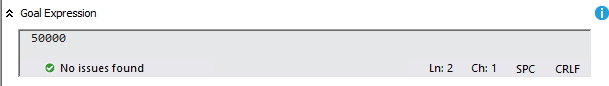 Goal Expression
50000
No issues found Ln: 2 Ch: 1 SPC CRLF